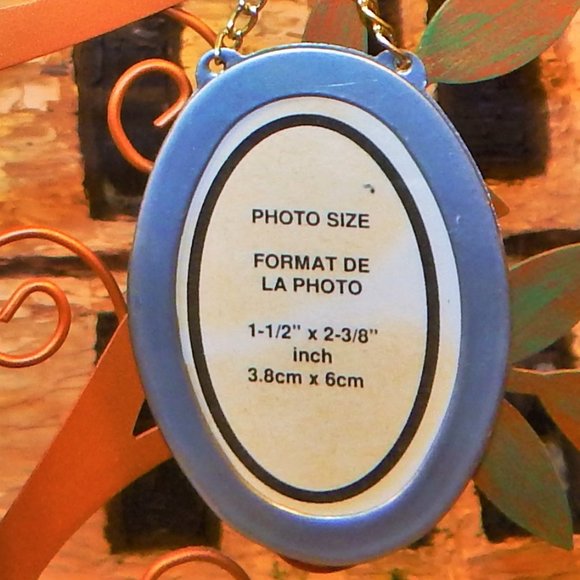 PHOTO SIZE
FORMAT DE
LA PHOTO
1-1/2" x 2-3/8"
inch
3.8cm x 6cm